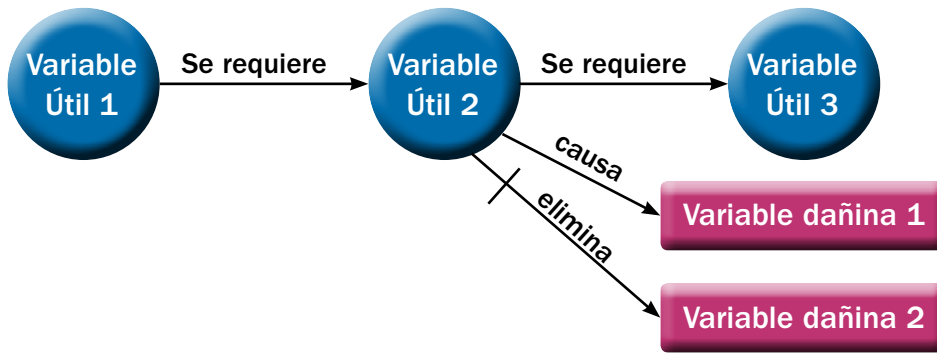 Variable
Útil 1
Se requiere
Variable
Útil 2
Se requiere
Variable
Útil 3
causa
elimina
Variable dañina 1
Variable dañina 2